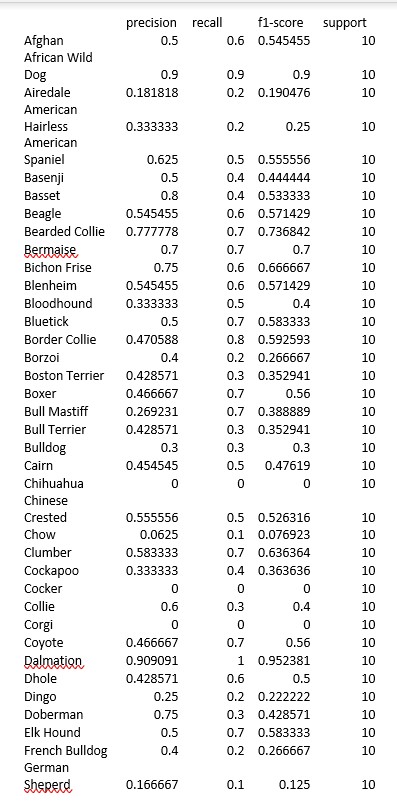 precision recall f1-score support
Afghan 0.5 0.6 0.545455 10
African Wild
Dog 0.9 0.9 0.9 10
Airedale 0.181818 0.2 0.190476 10
American
Hairless 0.333333 0.2 0.25 10
American
Spaniel 0.625 0.5 0.555556 10
Basenji 0.5 0.4 0.444444 10
Basset 0.8 0.4 0.533333 10
Beagle 0.545455 0.6 0.571429 10
Bearded Collie 0.777778 0.7 0.736842 10
Bermaise 0.7 0.7 0.7 10
Bichon Frise 0.75 0.6 0.666667 10
Blenheim 0.545455 0.6 0.571429 10
Bloodhound 0.333333 0.5 0.4 10
Bluetick 0.5 0.7 0.583333 10
Border Collie 0.470588 0.8 0.592593 10
Borzoi 0.4 0.2 0.266667 10
Boston Terrier 0.428571 0.3 0.352941 10
Boxer 0.466667 0.7 0.56 10
Bull Mastiff 0.269231 0.7 0.388889 10
Bull Terrier 0.428571 0.3 0.352941 10
Bulldog 0.3 0.3 0.3 10
Cairn 0.454545 0.5 0.47619 10
Chihuahua 0 0 0 10
Chinese
Crested 0.555556 0.5 0.526316 10
Chow 0.0625 0.1 0.076923 10
Clumber 0.583333 0.7 0.636364 10
Cockapoo 0.333333 0.4 0.363636 10
Cocker 0 0 0 10
Collie 0.6 0.3 0.4 10
Corgi 0 0 0 10
Coyote 0.466667 0.7 0.56 10
Dalmation 0.909091 1 0.952381 10
Dhole 0.428571 0.6 0.5 10
Dingo 0.25 0.2 0.222222 10
Doberman 0.75 0.3 0.428571 10
Elk Hound 0.5 0.7 0.583333 10
French Bulldog 0.4 0.2 0.266667 10
German
Sheperd 0.166667 0.1 0.125 10